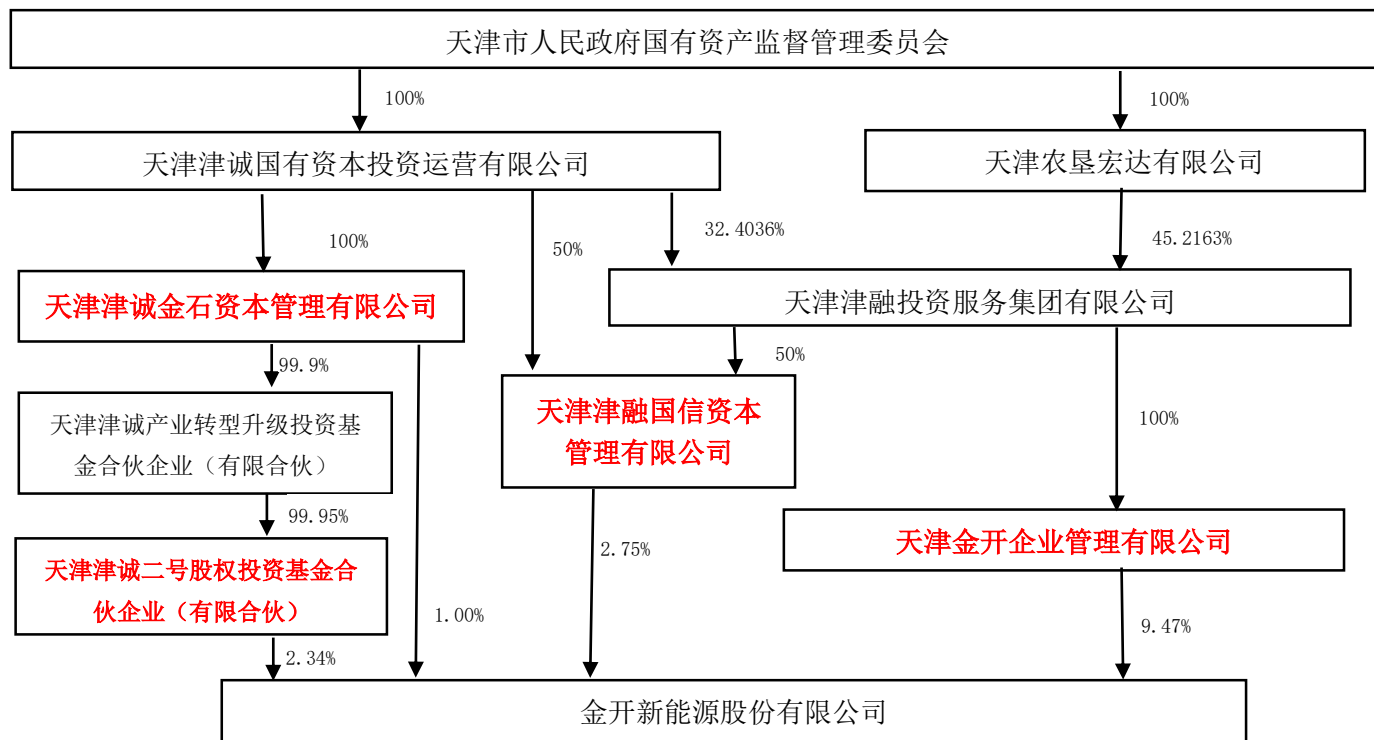 天津市人民政府国有资产监督管理委员会
100%
100%
天津津诚国有资本投资运营有限公司
天津农垦宏达有限公司
100%
50%
32.4036%
45.2163%
天津津诚金石资本管理有限公司
天津津融投资服务集团有限公司
99.9%
50%
天津津诚产业转型升级投资基
金合伙企业（有限合伙）
天津津融国信资本
管理有限公司
100%
99.95%
天津津诚二号股权投资基金合
伙企业（有限合伙）
2.75%
天津金开企业管理有限公司
1.00%
9.47%
2.34%
金开新能源股份有限公司